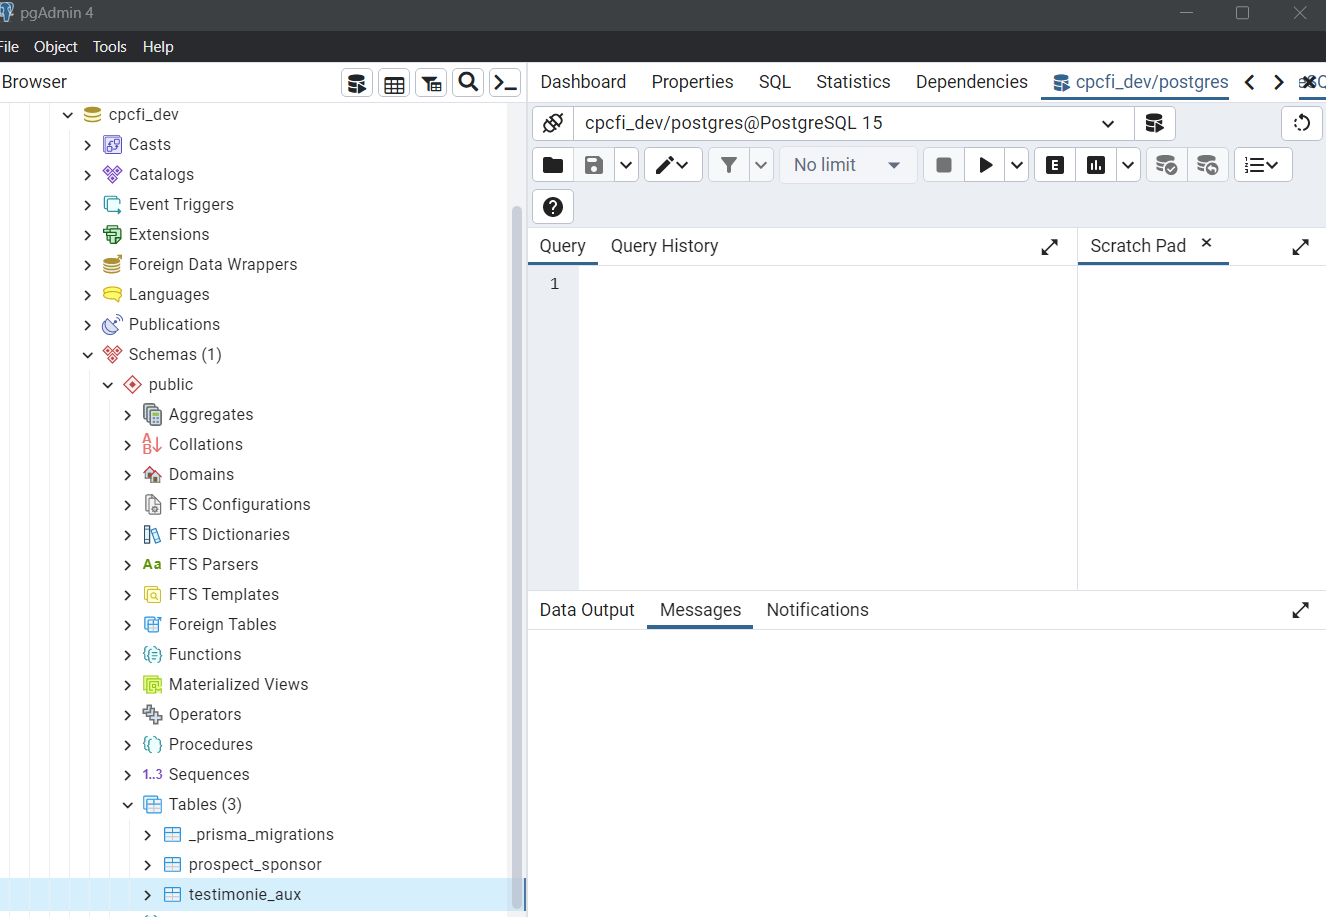 pgAdmin 4
File Object Tools Help
Browser
Dashboard Properties SQL Statistics Dependencies cpcfi_dev/postgres
cpcfi_dev
Casts
Catalogs
Event Triggers
Extensions
Foreign Data Wrappers
Languages
Publications
Schemas (1)
public
Aggregates
Collations
Domains
FTS Configurations
FTS Dictionaries
Aa FTS Parsers
FTS Templates
Foreign Tables
Functions
Materialized Views
Operators
Procedures
1..3 Sequences
Tables (3)
_prisma_migrations
prospect_sponsor
testimonie_aux
cpcfi_dev/postgres@PostgreSQL 15
No limit
E
Query Query History
Scratch Pad
1
Data Output Messages Notifications